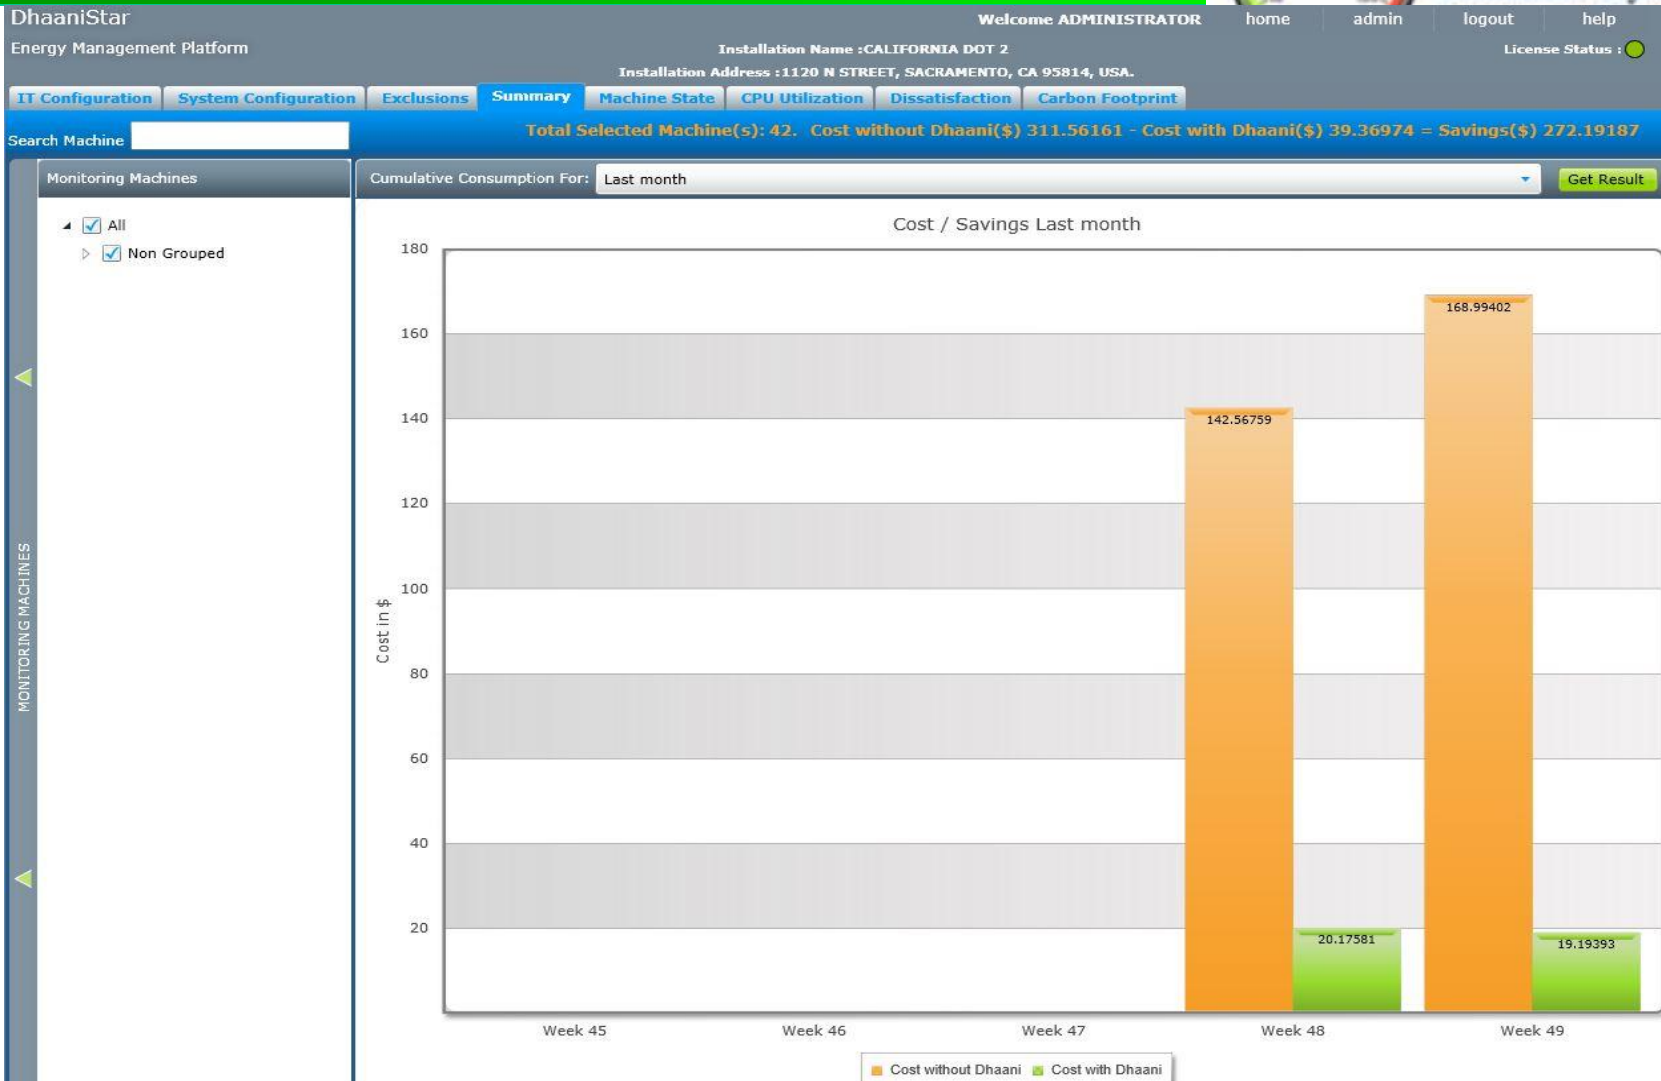 DhaaniStar
Welcome ADMINISTRATOR home admin logout help
Energy Management Platform
Installation Name :CALIFORNIA DOT 2
License Status :
Installation Address :1120 N STREET, SACRAMENTO, CA 95814, USA.
IT Configuration System Configuration Exclusions Summary Machine State CPU Utilization Dissatisfaction Carbon Footprint
Search Machine
Total Selected Machine(s): 42. Cost without Dhaani($) 311.56161 - Cost with Dhaani($) 39.36974 = Savings($) 272.19187
Monitoring Machines
Cumulative Consumption For: Last month
Get Result
All
Non Grouped
MONITORING MACHINES
Cost / Savings Last month
180
160
140
120
100
80
60
40
20
Cost in $
142.56759
20.17581
168.99402
19.19393
Week 45 Week 46 Week 47 Week 48 Week 49
Cost without Dhaani Cost with Dhaani